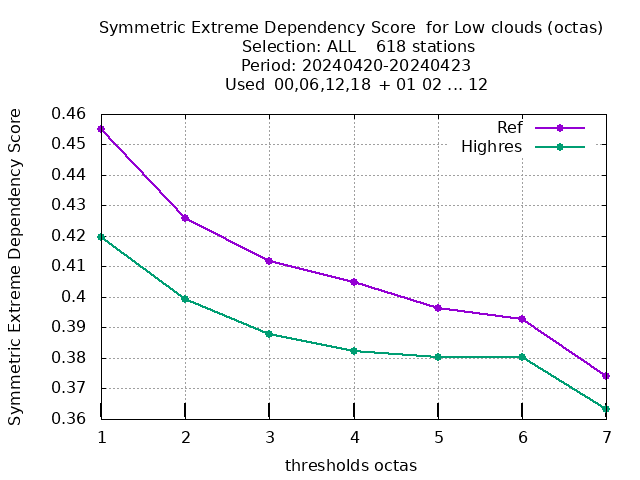 Symmetric Extreme Dependency Score  for Low clouds (octas)
Selection: ALL    618 stations
Period: 20240420-20240423
Used  00,06,12,18 + 01 02 ... 12
Symmetric Extreme Dependency Score
0.46
0.45
0.44
0.43
0.42
0.41
0.4
0.39
0.38
0.37
0.36
Ref
Highres
1 2 3 4 5 6 7
thresholds octas